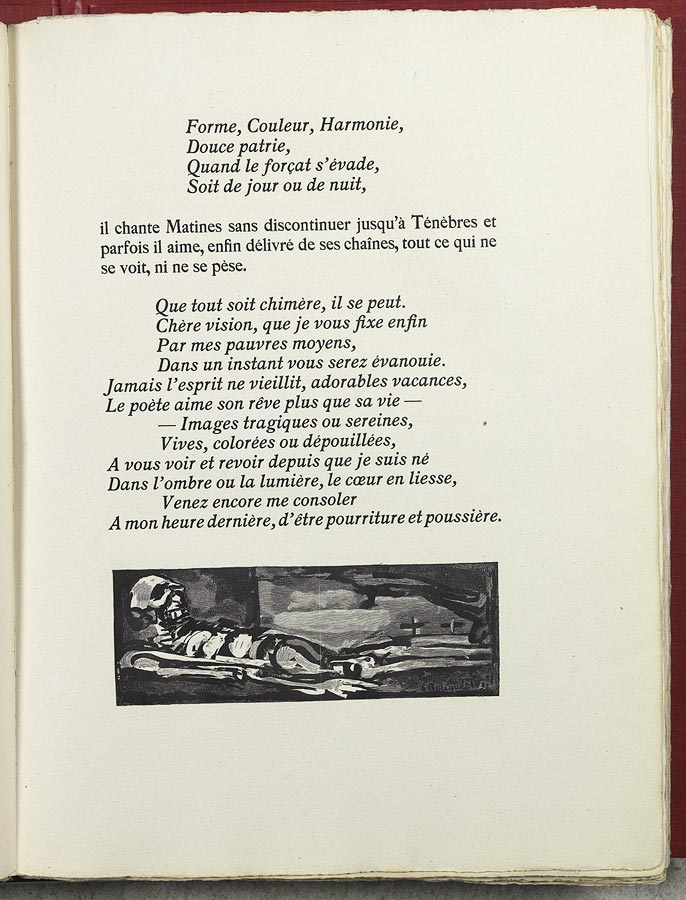 Forme, Couleur, Harmonie,
Douce patrie,
Quand le forçat s'évade,
Soit de jour ou de nuit,
il chante Matines sans discontinuer jusqu'à Ténèbres et
parfois il aime, enfin délivré de ses chaînes, tout ce qui ne
se voit, ni ne se pèse.
Que tout soit chimère, il se peut.
Chère vision, que je vous fixe enfin
Par mes pauvres moyens,
Dans un instant vous serez évanouie.
Jamais l'esprit ne vieillit, adorables vacances,
Le poète aime son rêve plus que sa vie —
— Images tragiques ou sereines,
Vives, colorées ou dépouillées,
A vous voir et revoir depuis que je suis né
Dans l'ombre ou la lumière, le cœur en liesse,
Venez encore me consoler
A mon heure dernière, d'être pourriture et poussière.